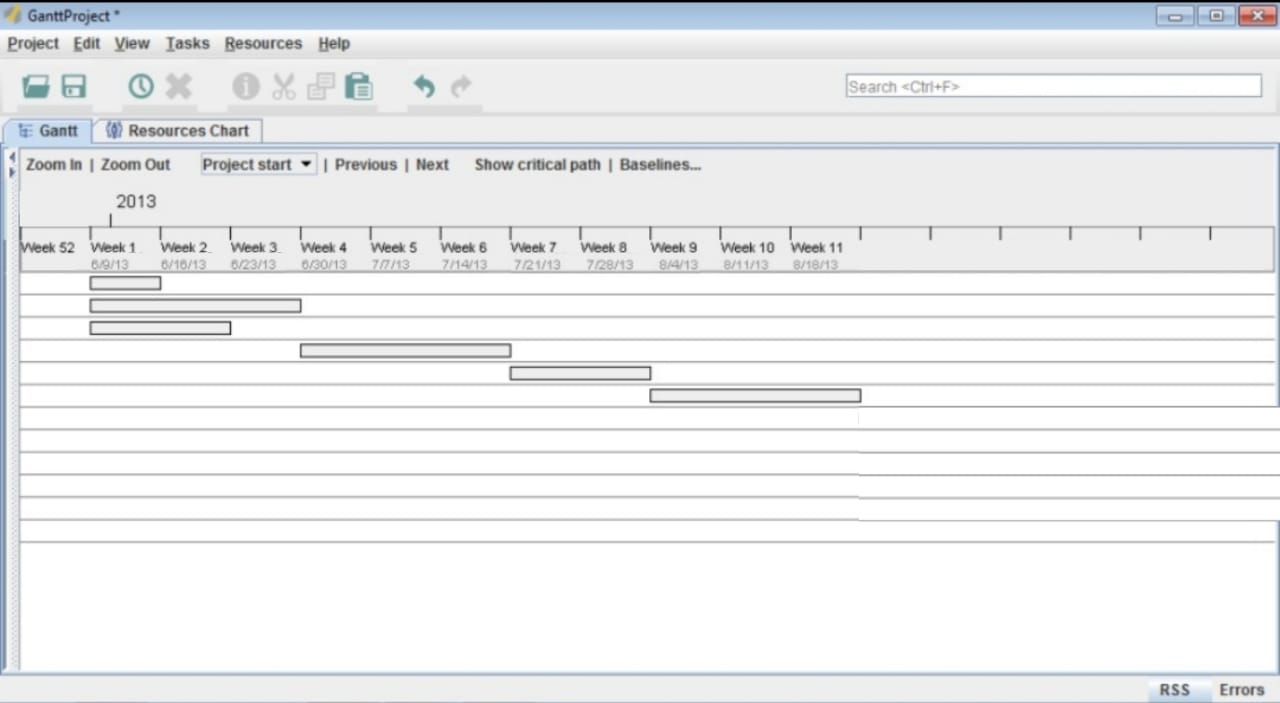 GanttProject *
Project Edit View Tasks Resources Help
Search <Ctrl+F>
Gantt Resources Chart
Zoom In | Zoom Out Project start | Previous | Next Show critical path | Baselines...
2013
Week 52 Week 1 Week 2 Week 3 Week 4 Week 5 Week 6 Week 7 Week 8 Week 9 Week 10 Week 11
6/9/13 6/16/13 6/23/13 6/30/13 7/7/13 7/14/13 7/21/13 7/28/13 8/4/13 8/11/13 8/18/13
RSS Errors